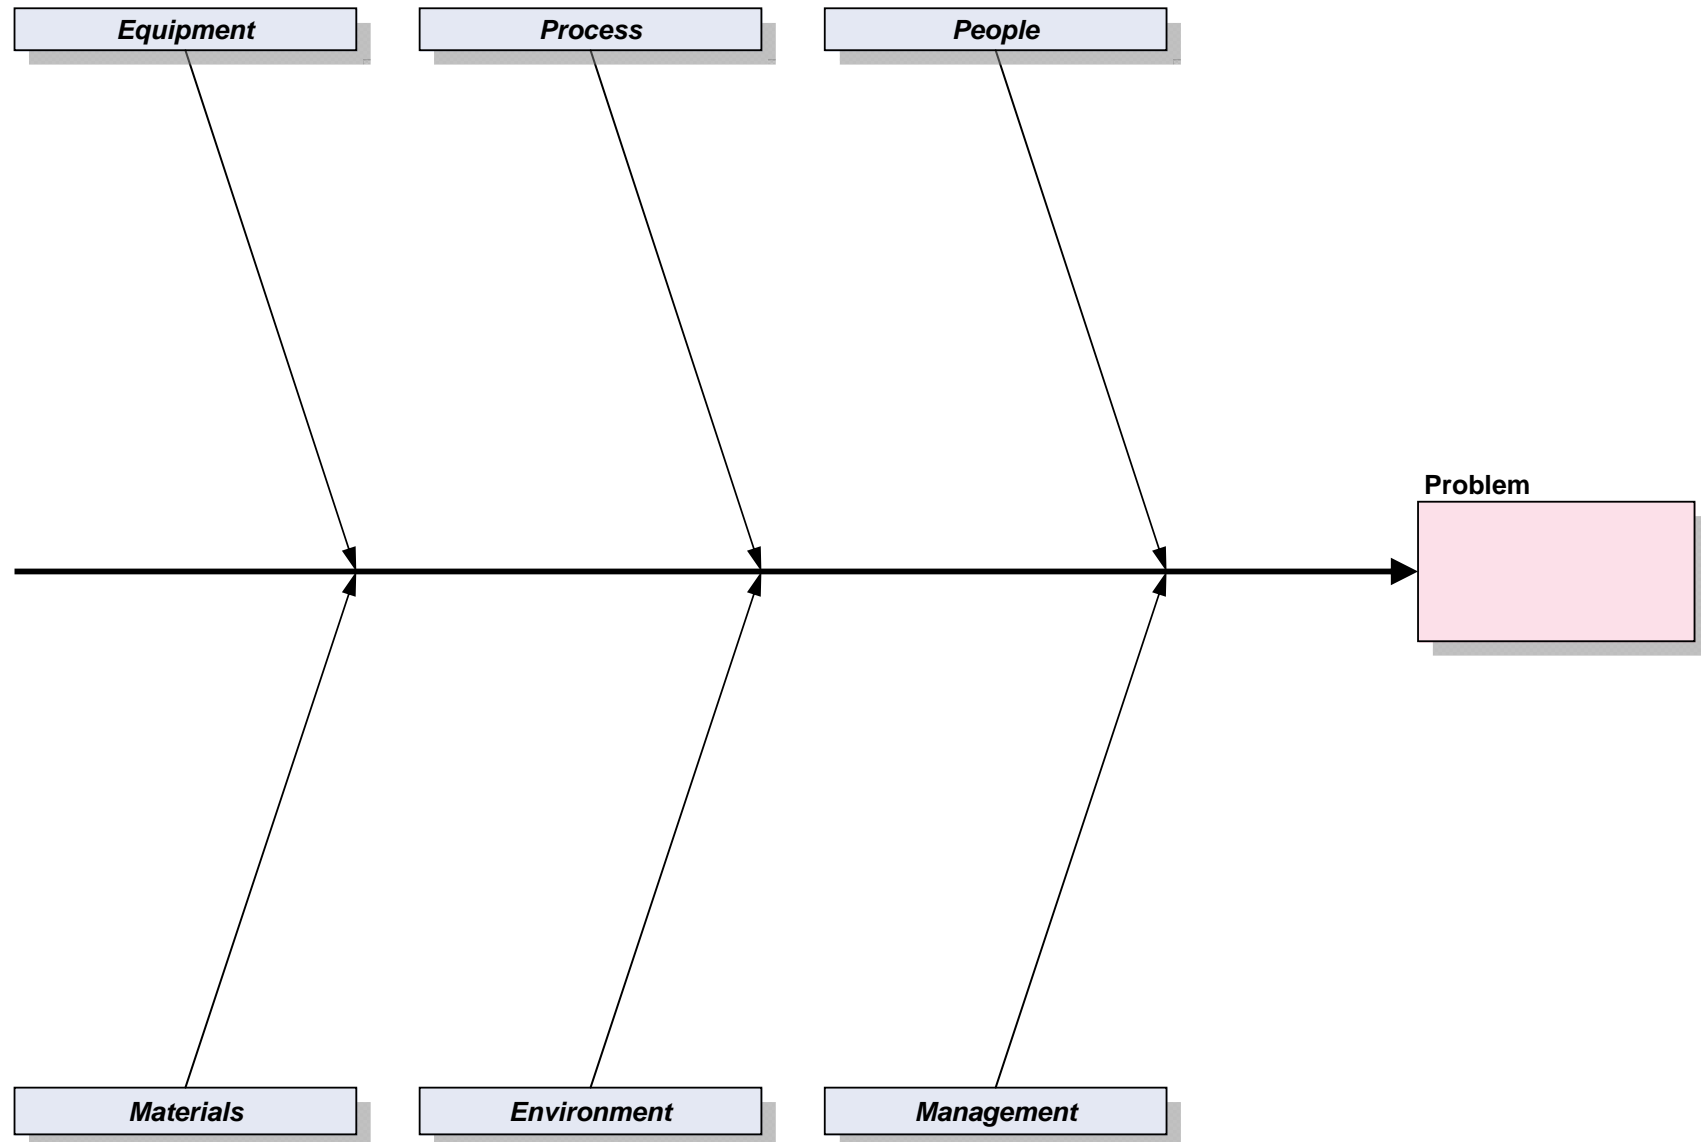 Equipment
Process
People
Problem
Materials
Environment
Management